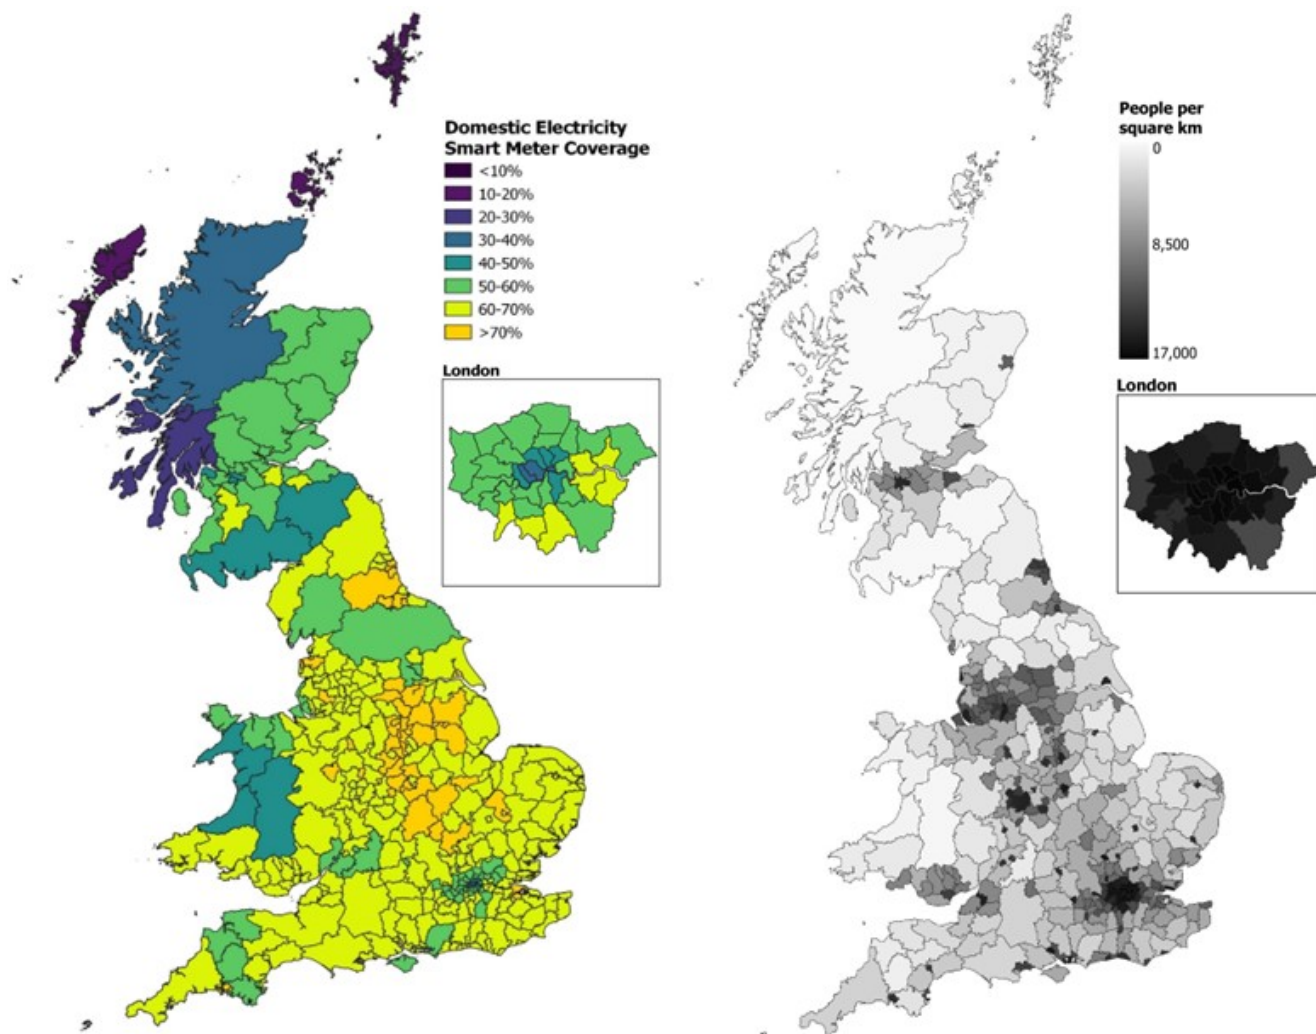 Domestic Electricity
Smart Meter Coverage
<10%
10-20%
20-30%
30-40%
40-50%
50-60%
60-70%
>70%
London
People per
square km
0
8,500
17,000
London